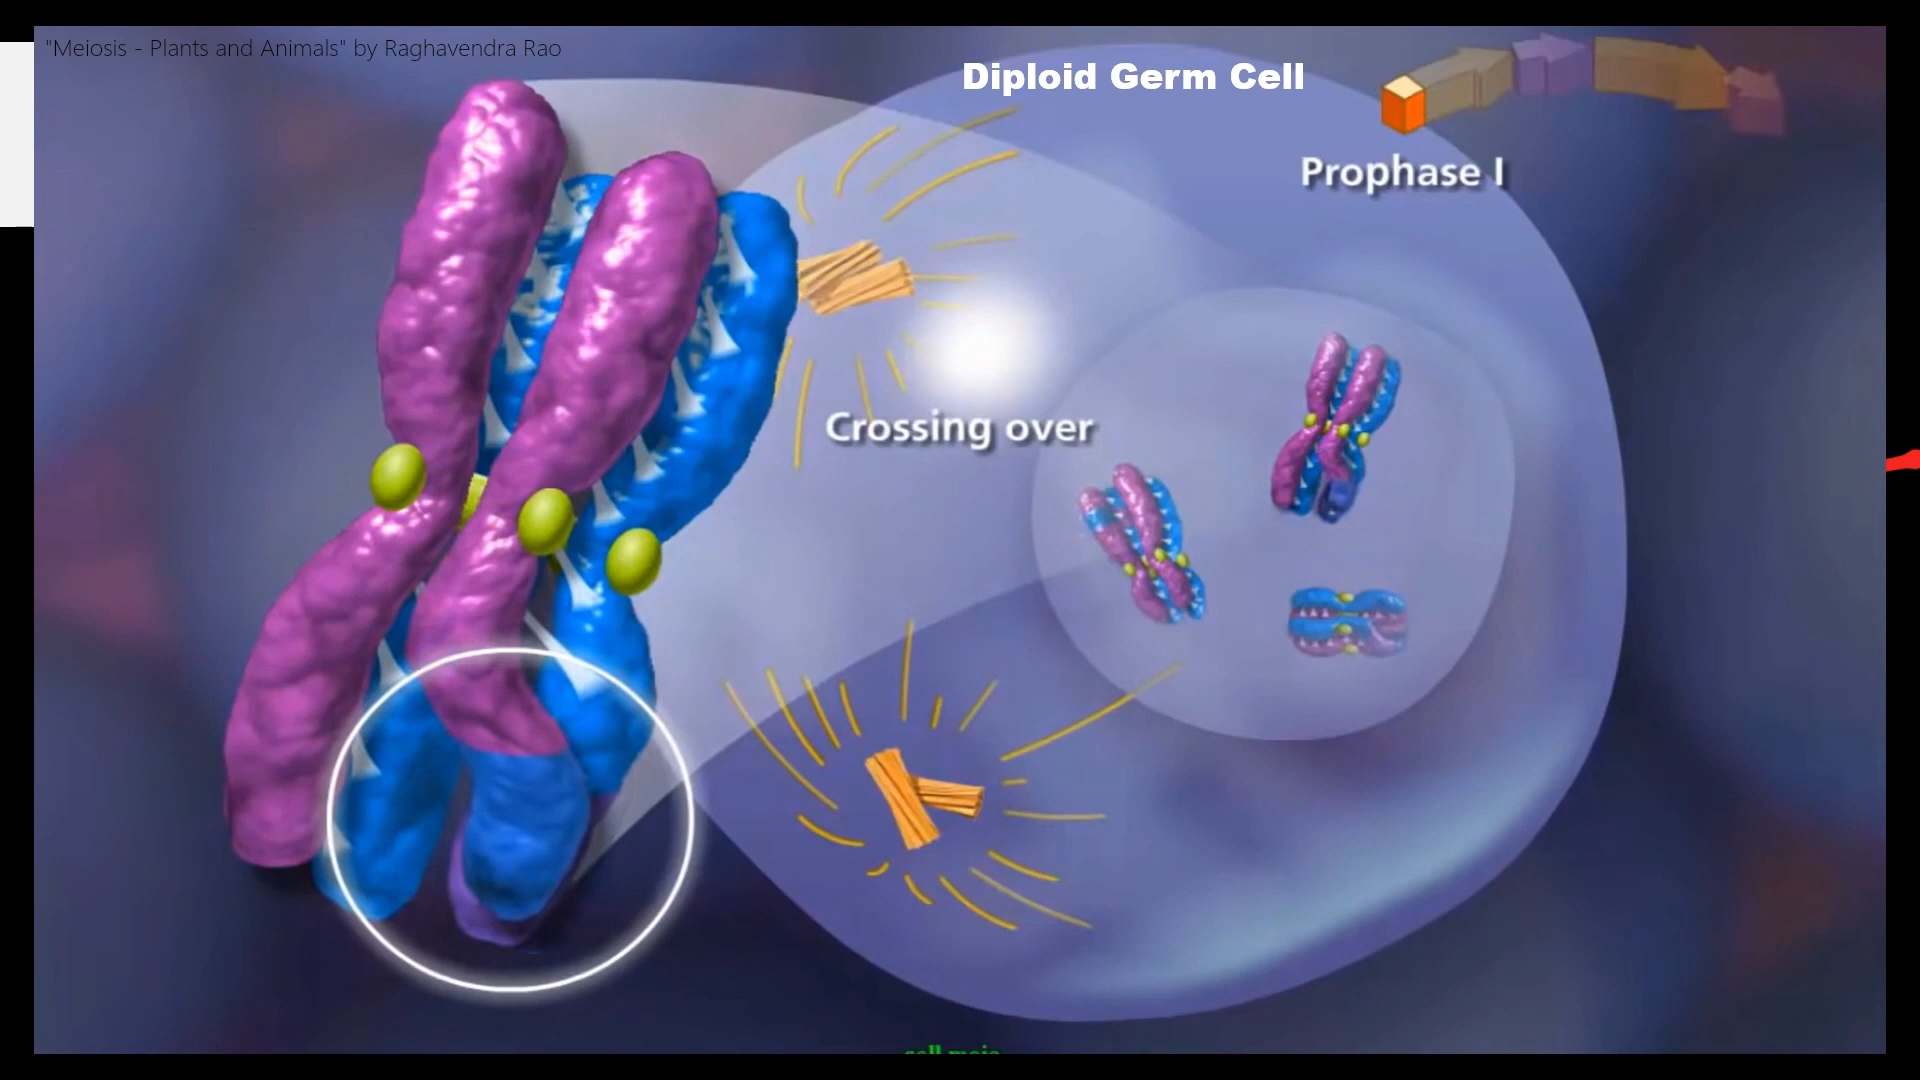 "Meiosis - Plants and Animals" by Raghavendra Rao
Diploid Germ Cell
Prophase I
Crossing over